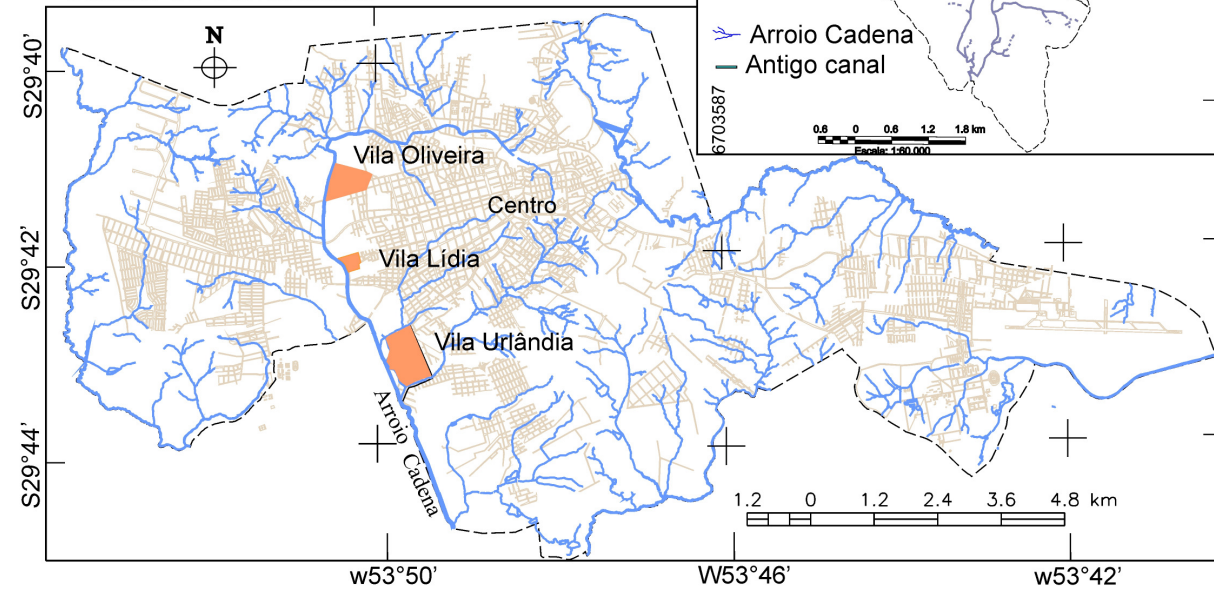 N
S29°40'
S29°42'
S29°44'
Arroio Cadena
Antigo canal
6703587
0.6 0 0.6 1.2 1.8 km
Escala: 1:60.000
Vila Oliveira
Centro
Vila Lídia
Vila Urlândia
Arroio Cadena
1.2 0 1.2 2.4 3.6 4.8 km
w53°50'
W53°46'
w53°42'